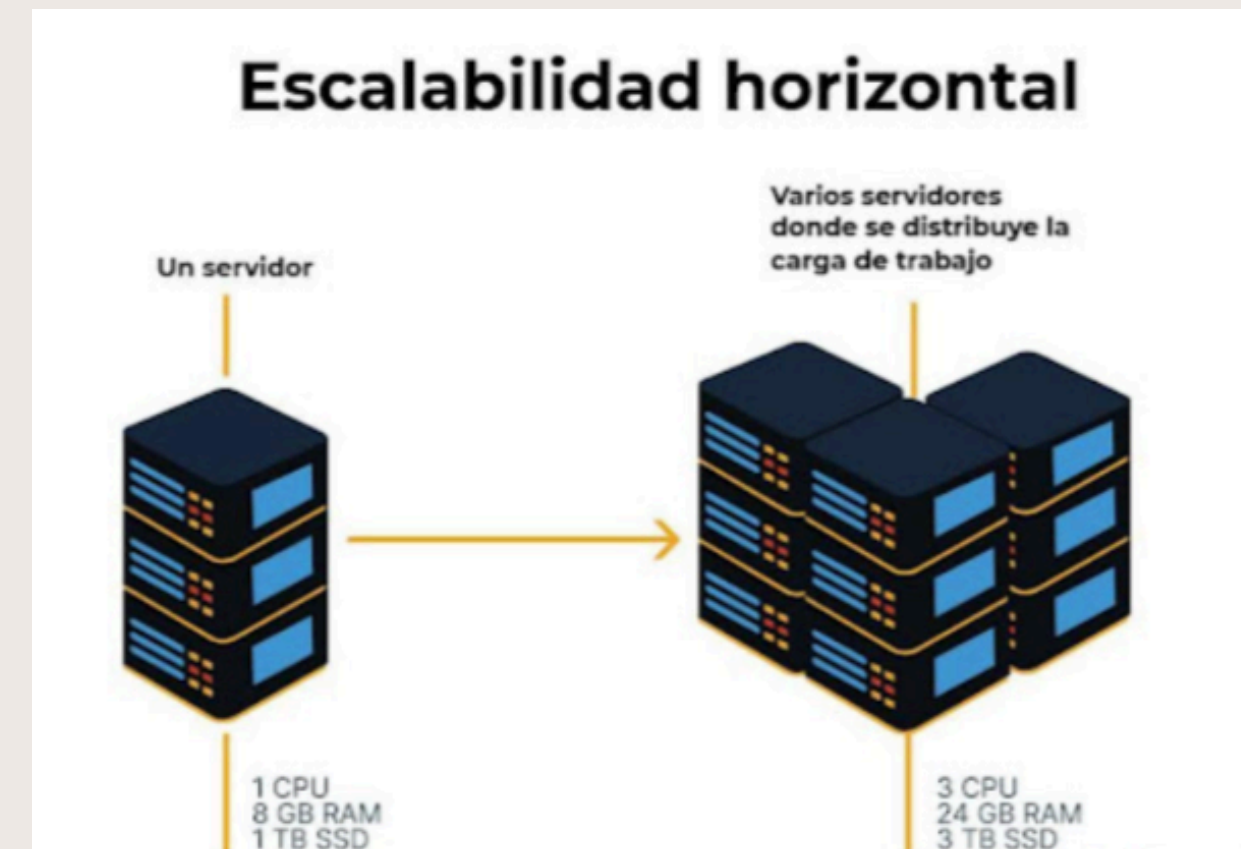 Escalabilidad horizontal
Un servidor
Varios servidores
donde se distribuye la
carga de trabajo
1 CPU
8 GB RAM
1 TB SSD
3 CPU
24 GB RAM
3 TB SSD